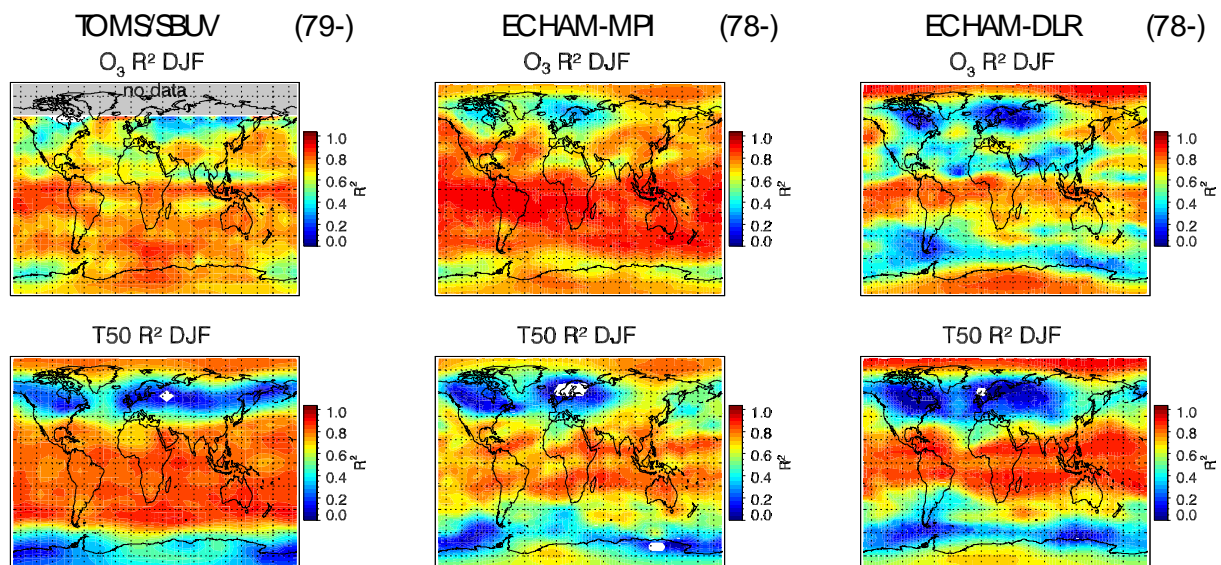 TOMS/SBUV (79-) ECHAM-MPI (78-) ECHAM-DLR (78-)
O₃ R² DJF O₃ R² DJF O₃ R² DJF
no data
1.0 1.0 1.0
0.8 0.8 0.8
0.6 0.6 0.6
0.4 0.4 0.4
0.2 0.2 0.2
0.0 0.0 0.0
R² R² R²
T50 R² DJF T50 R² DJF T50 R² DJF
1.0 1.0 1.0
0.8 0.8 0.8
0.6 0.6 0.6
0.4 0.4 0.4
0.2 0.2 0.2
0.0 0.0 0.0
R² R² R²